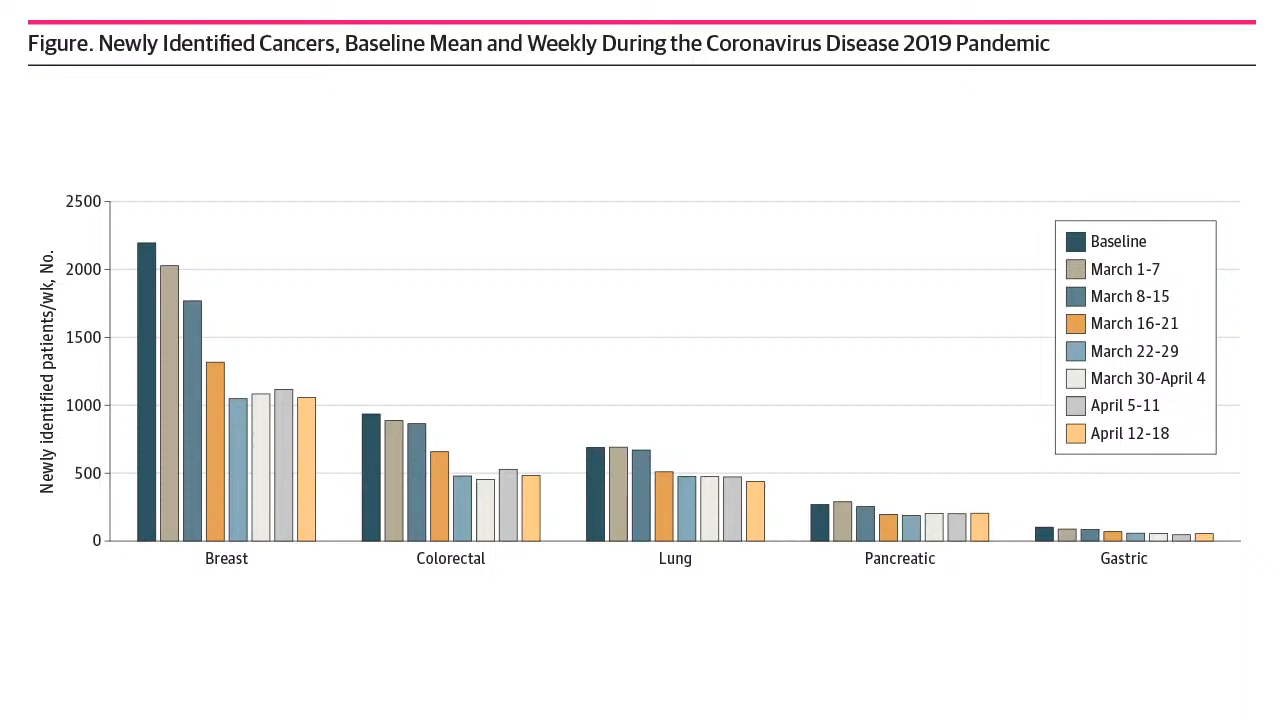 Figure. Newly Identified Cancers, Baseline Mean and Weekly During the Coronavirus Disease 2019 Pandemic
Newly identified patients/wk, No.
2500
2000
1500
1000
500
0
Baseline
March 1-7
March 8-15
March 16-21
March 22-29
March 30-April 4
April 5-11
April 12-18
Breast
Colorectal
Lung
Pancreatic
Gastric